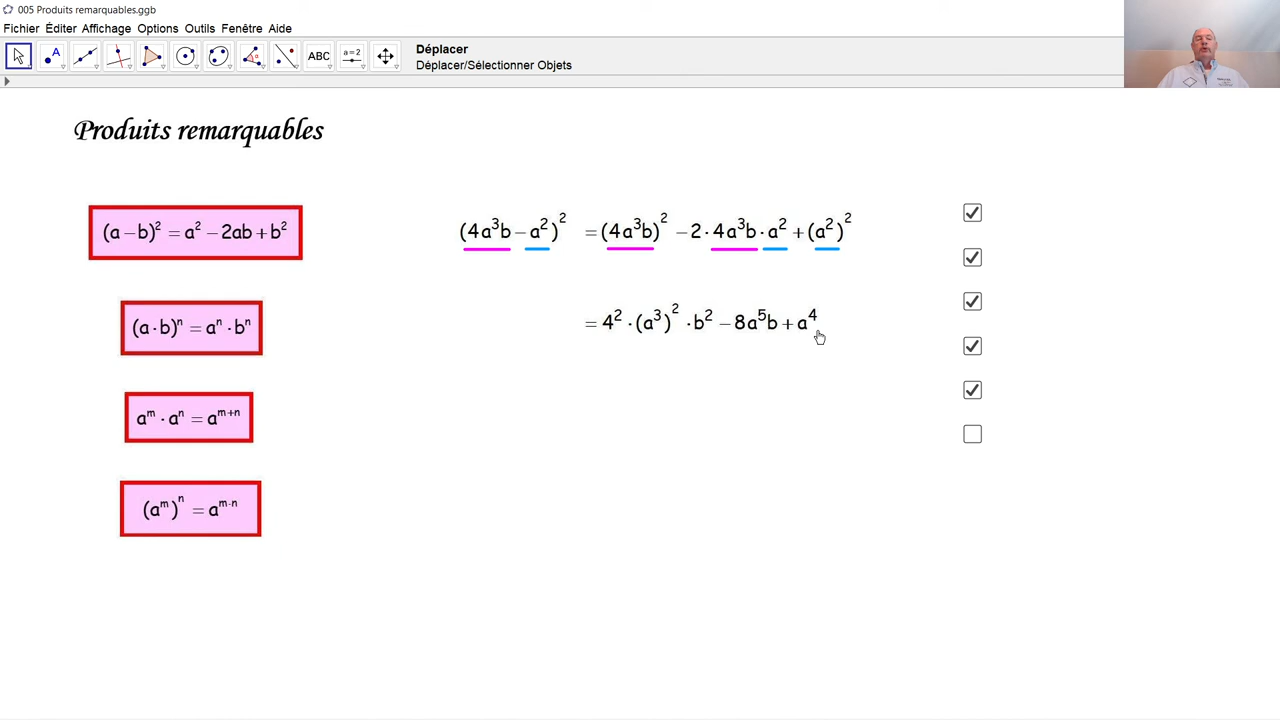 005 Produits remarquables.ggb
Fichier Éditer Affichage Options Outils Fenêtre Aide
A ABC a=2 Déplacer
Déplacer/Sélectionner Objets
Produits remarquables
(a – b)² = a² – 2ab + b²
(4a³b – a²)² = (4a³b)² – 2 · 4a³b · a² + (a²)²
(a · b)ⁿ = aⁿ · bⁿ
= 4² · (a³)² · b² – 8a⁵b + a⁴
aᵐ · aⁿ = aᵐ⁺ⁿ
(aᵐ)ⁿ = aᵐ·ⁿ